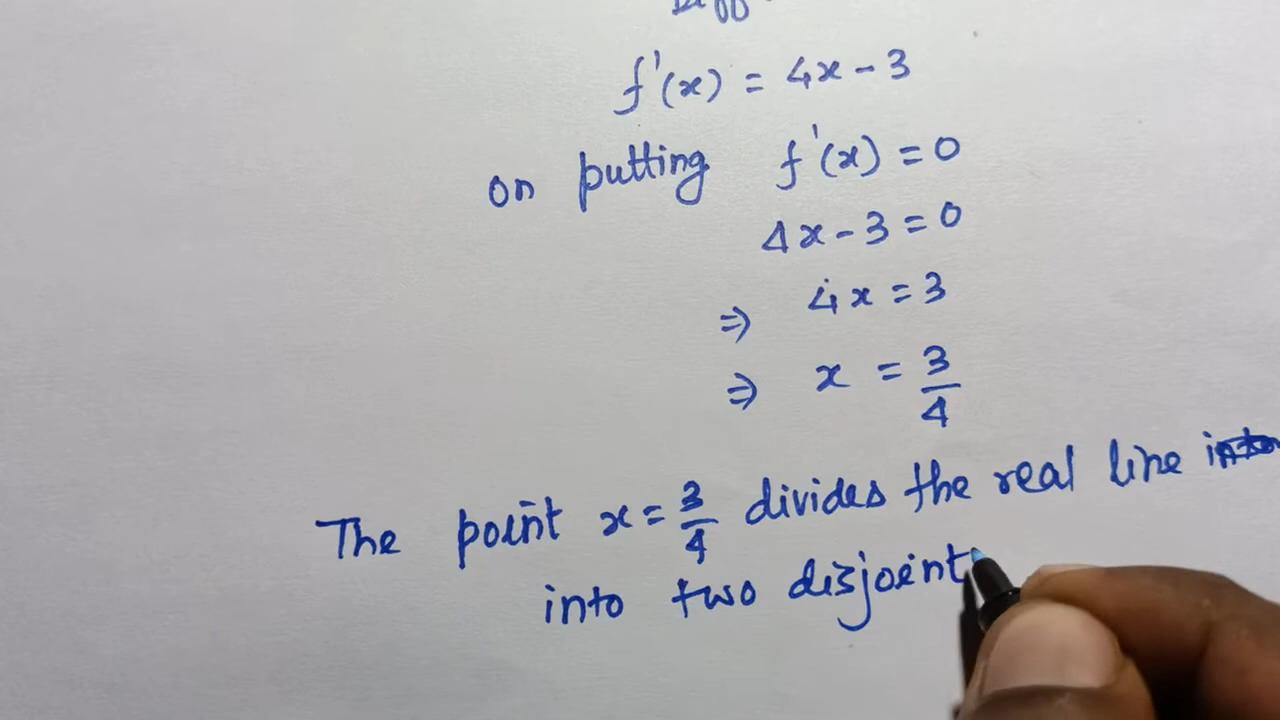 f'(x) = 4x - 3
on putting f'(x) = 0
4x - 3 = 0
⇒ 4x = 3
⇒ x = 3/4
The point x = 3/4 divides the real line
into two disjoint